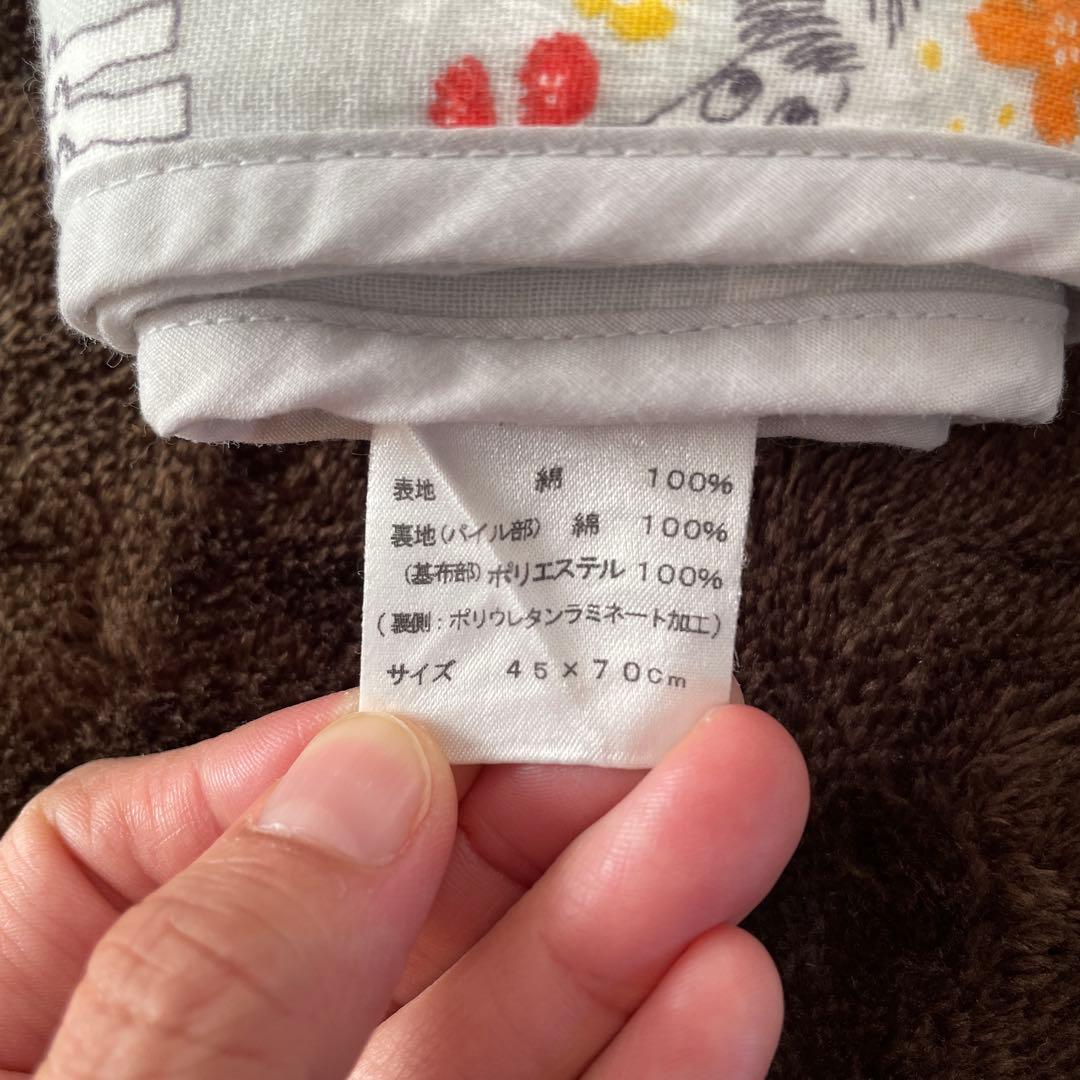 表地 綿 100%
裏地(パイル部) 綿 100%
(基布部)ポリエステル 100%
(裏側:ポリウレタンラミネート加工)
サイズ 45×70cm